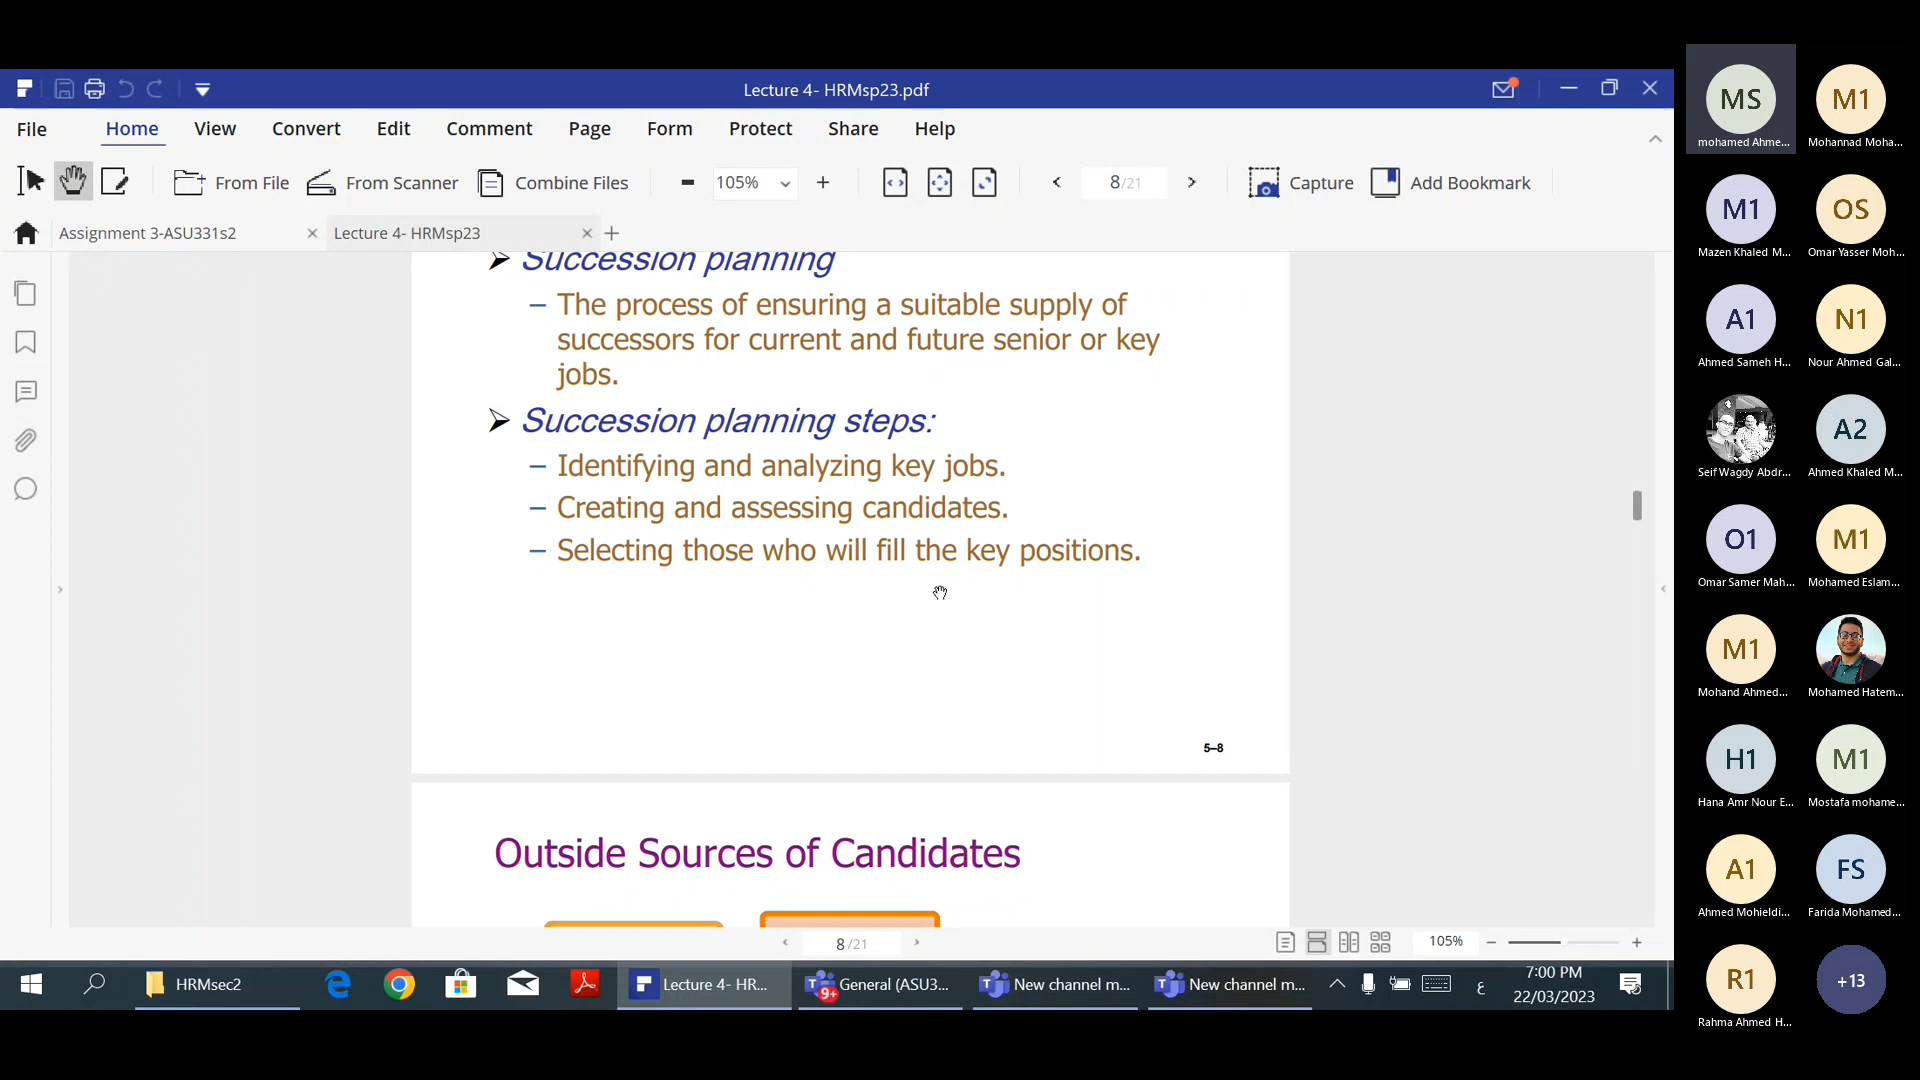 Lecture 4- HRMsp23.pdf
File Home View Convert Edit Comment Page Form Protect Share Help
From File From Scanner Combine Files 105% 8/21 Capture Add Bookmark
Assignment 3-ASU331s2 Lecture 4- HRMsp23
Succession planning
– The process of ensuring a suitable supply of
successors for current and future senior or key
jobs.
Succession planning steps:
– Identifying and analyzing key jobs.
– Creating and assessing candidates.
– Selecting those who will fill the key positions.
5–8
Outside Sources of Candidates
8/21
105%
HRMsec2
Lecture 4- HR...
9+
General (ASU3...
New channel m...
New channel m...
ع
7:00 PM
22/03/2023
MS M1
mohamed Ahme... Mohannad Moha...
M1 OS
Mazen Khaled M... Omar Yasser Moh...
A1 N1
Ahmed Sameh H... Nour Ahmed Gal...
A2
Seif Wagdy Abdr... Ahmed Khaled M...
O1 M1
Omar Samer Mah... Mohamed Eslam...
M1
Mohand Ahmed... Mohamed Hatem...
H1 M1
Hana Amr Nour E... Mostafa mohame...
A1 FS
Ahmed Mohieldi... Farida Mohamed...
R1 +13
Rahma Ahmed H...